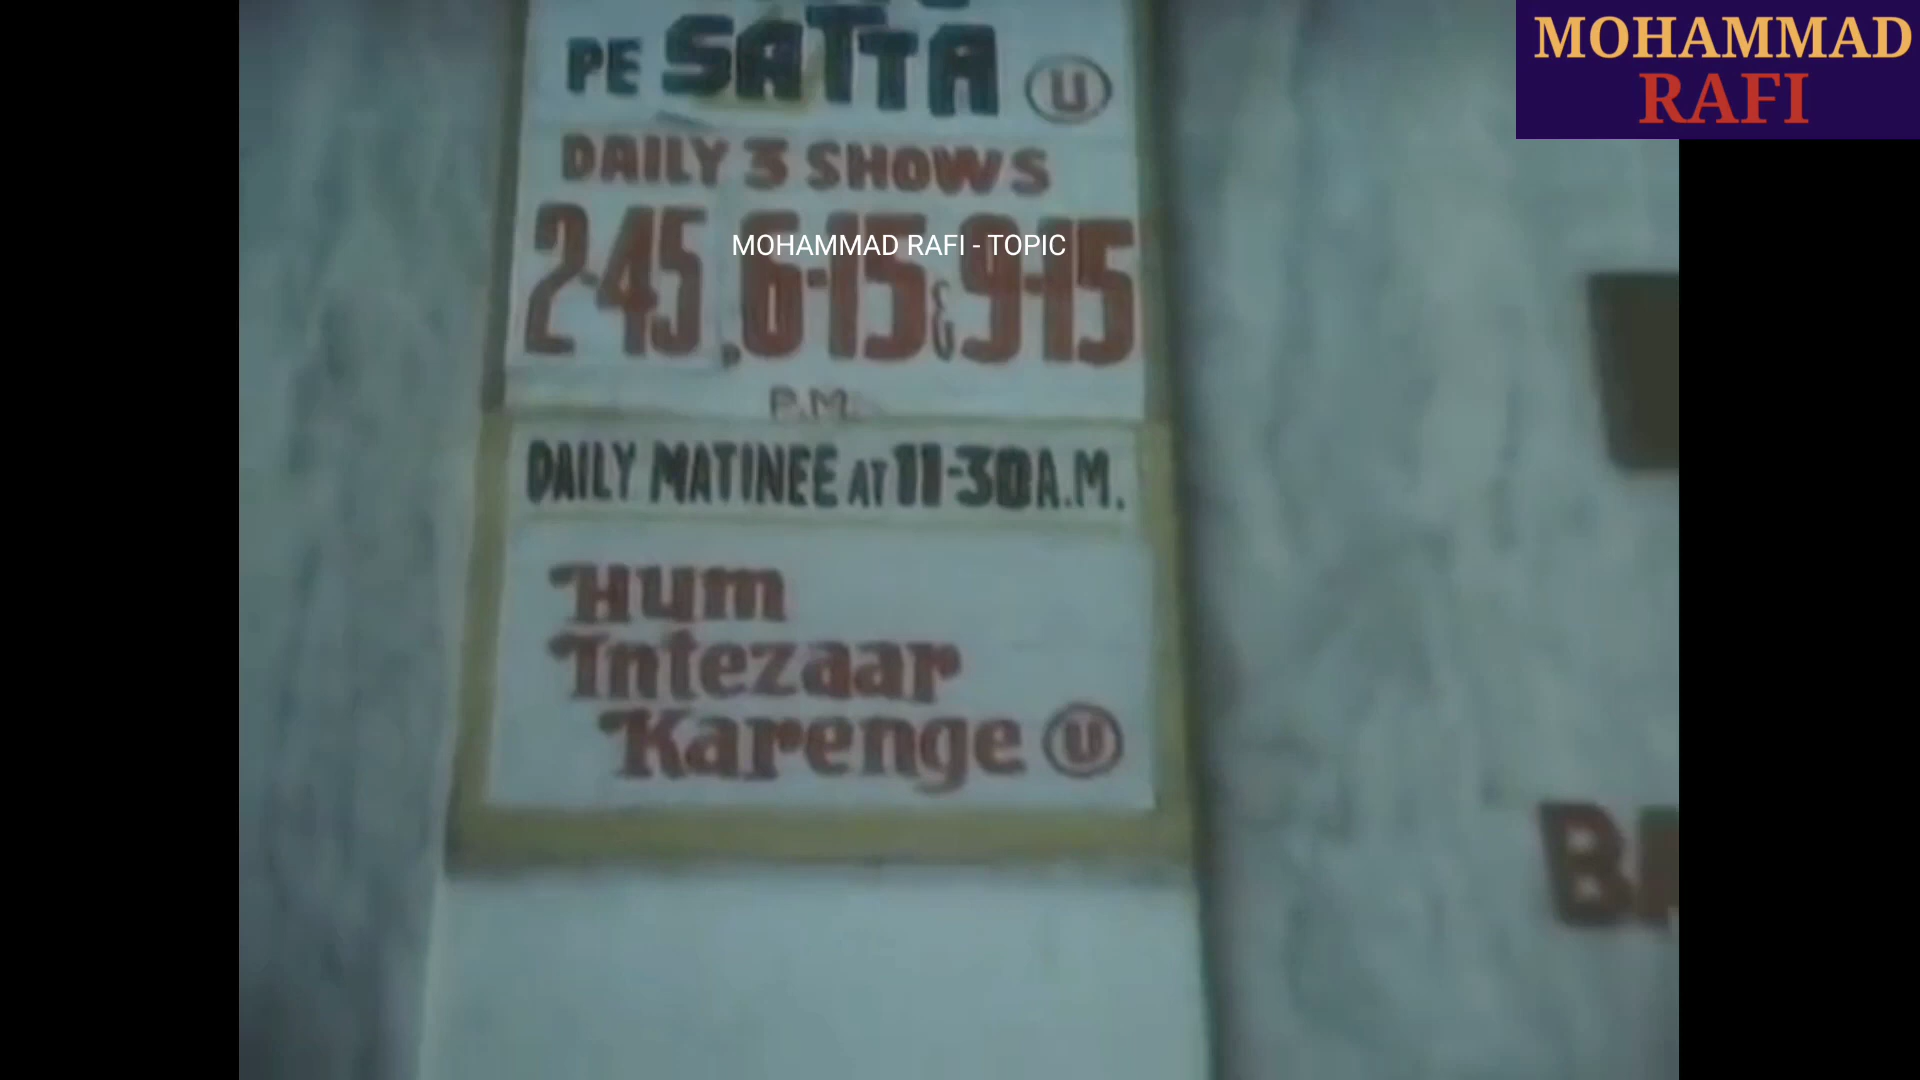 MOHAMMAD
RAFI
PE SATTA U
DAILY 3 SHOWS
MOHAMMAD RAFI - TOPIC
2-45, 6-15 & 9-15
P.M.
DAILY MATINEE AT 11-30 A.M.
Hum
Intezaar
Karenge U